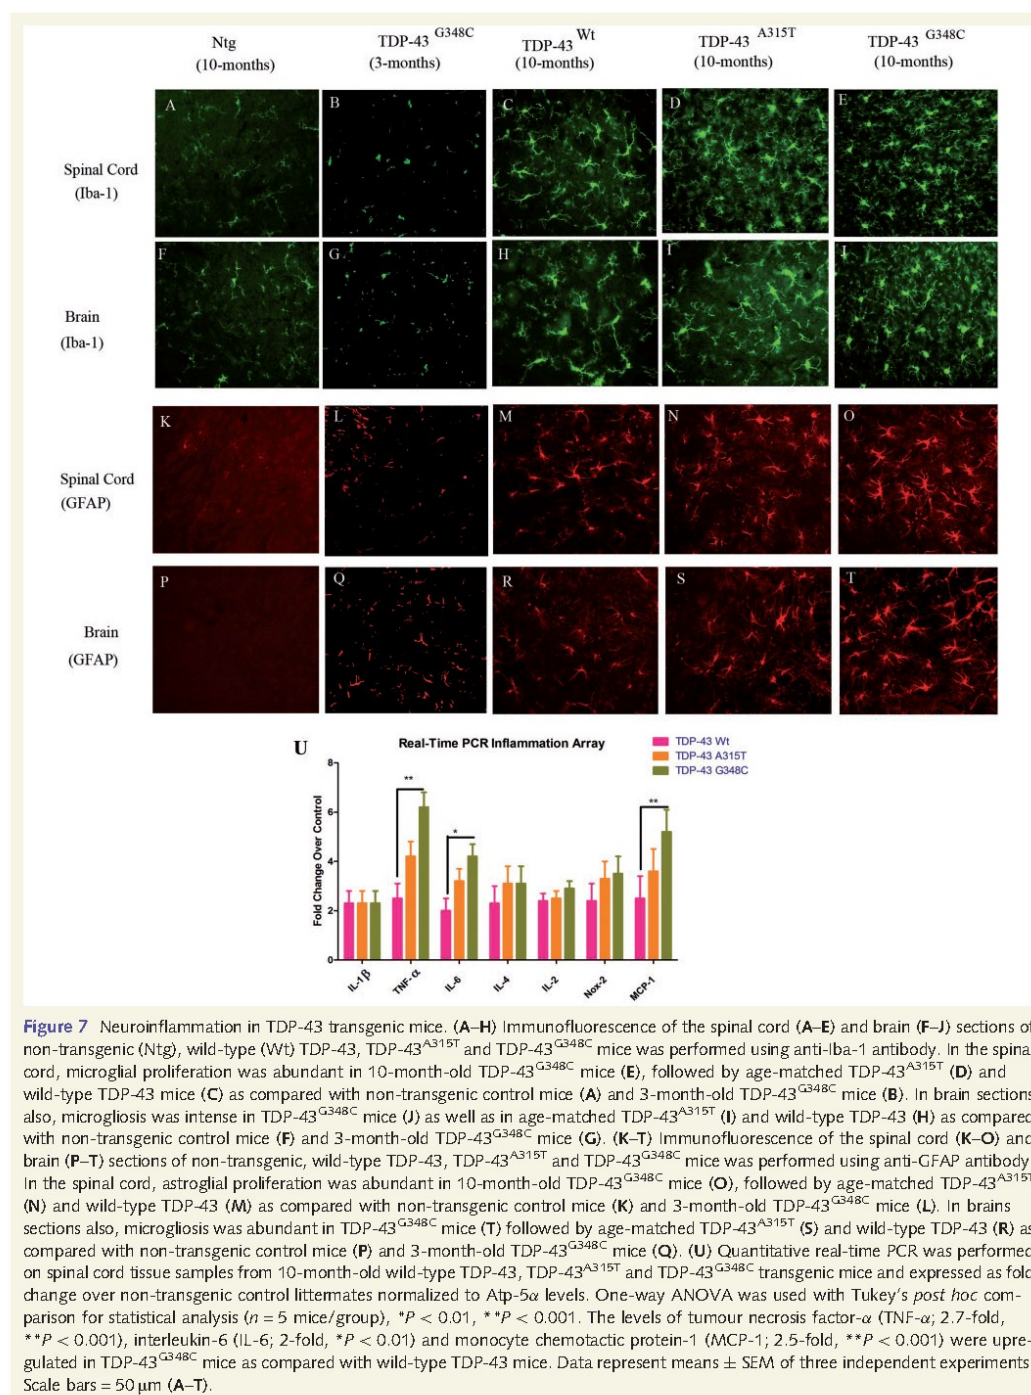 Ntg TDP-43 G348C TDP-43 Wt TDP-43 A315T TDP-43 G348C
(10-months) (3-months) (10-months) (10-months) (10-months)
A B C D E
Spinal Cord
(Iba-1)
F G H I J
Brain
(Iba-1)
K L M N O
Spinal Cord
(GFAP)
P Q R S T
Brain
(GFAP)
U
Real-Time PCR Inflammation Array
TDP-43 Wt
TDP-43 A315T
TDP-43 G348C
Fold Change Over Control
8
6
4
2
0
** * **
IL-1β TNF-α IL-6 IL-4 IL-2 Nox-2 MCP-1
Figure 7 Neuroinflammation in TDP-43 transgenic mice. (A–H) Immunofluorescence of the spinal cord (A–E) and brain (F–J) sections of
non-transgenic (Ntg), wild-type (Wt) TDP-43, TDP-43A315T and TDP-43G348C mice was performed using anti-Iba-1 antibody. In the spinal
cord, microglial proliferation was abundant in 10-month-old TDP-43G348C mice (E), followed by age-matched TDP-43A315T (D) and
wild-type TDP-43 mice (C) as compared with non-transgenic control mice (A) and 3-month-old TDP-43G348C mice (B). In brain sections
also, microgliosis was intense in TDP-43G348C mice (J) as well as in age-matched TDP-43A315T (I) and wild-type TDP-43 (H) as compared
with non-transgenic control mice (F) and 3-month-old TDP-43G348C mice (G). (K–T) Immunofluorescence of the spinal cord (K–O) and
brain (P–T) sections of non-transgenic, wild-type TDP-43, TDP-43A315T and TDP-43G348C mice was performed using anti-GFAP antibody
In the spinal cord, astroglial proliferation was abundant in 10-month-old TDP-43G348C mice (O), followed by age-matched TDP-43A315T
(N) and wild-type TDP-43 (M) as compared with non-transgenic control mice (K) and 3-month-old TDP-43G348C mice (L). In brains
sections also, microgliosis was abundant in TDP-43G348C mice (T) followed by age-matched TDP-43A315T (S) and wild-type TDP-43 (R) as
compared with non-transgenic control mice (P) and 3-month-old TDP-43G348C mice (Q). (U) Quantitative real-time PCR was performed
on spinal cord tissue samples from 10-month-old wild-type TDP-43, TDP-43A315T and TDP-43G348C transgenic mice and expressed as fold
change over non-transgenic control littermates normalized to Atp-5α levels. One-way ANOVA was used with Tukey's post hoc com-
parison for statistical analysis (n = 5 mice/group), *P < 0.01, **P < 0.001. The levels of tumour necrosis factor-α (TNF-α; 2.7-fold,
**P < 0.001), interleukin-6 (IL-6; 2-fold, *P < 0.01) and monocyte chemotactic protein-1 (MCP-1; 2.5-fold, **P < 0.001) were upre-
gulated in TDP-43G348C mice as compared with wild-type TDP-43 mice. Data represent means ± SEM of three independent experiments
Scale bars = 50 μm (A–T).